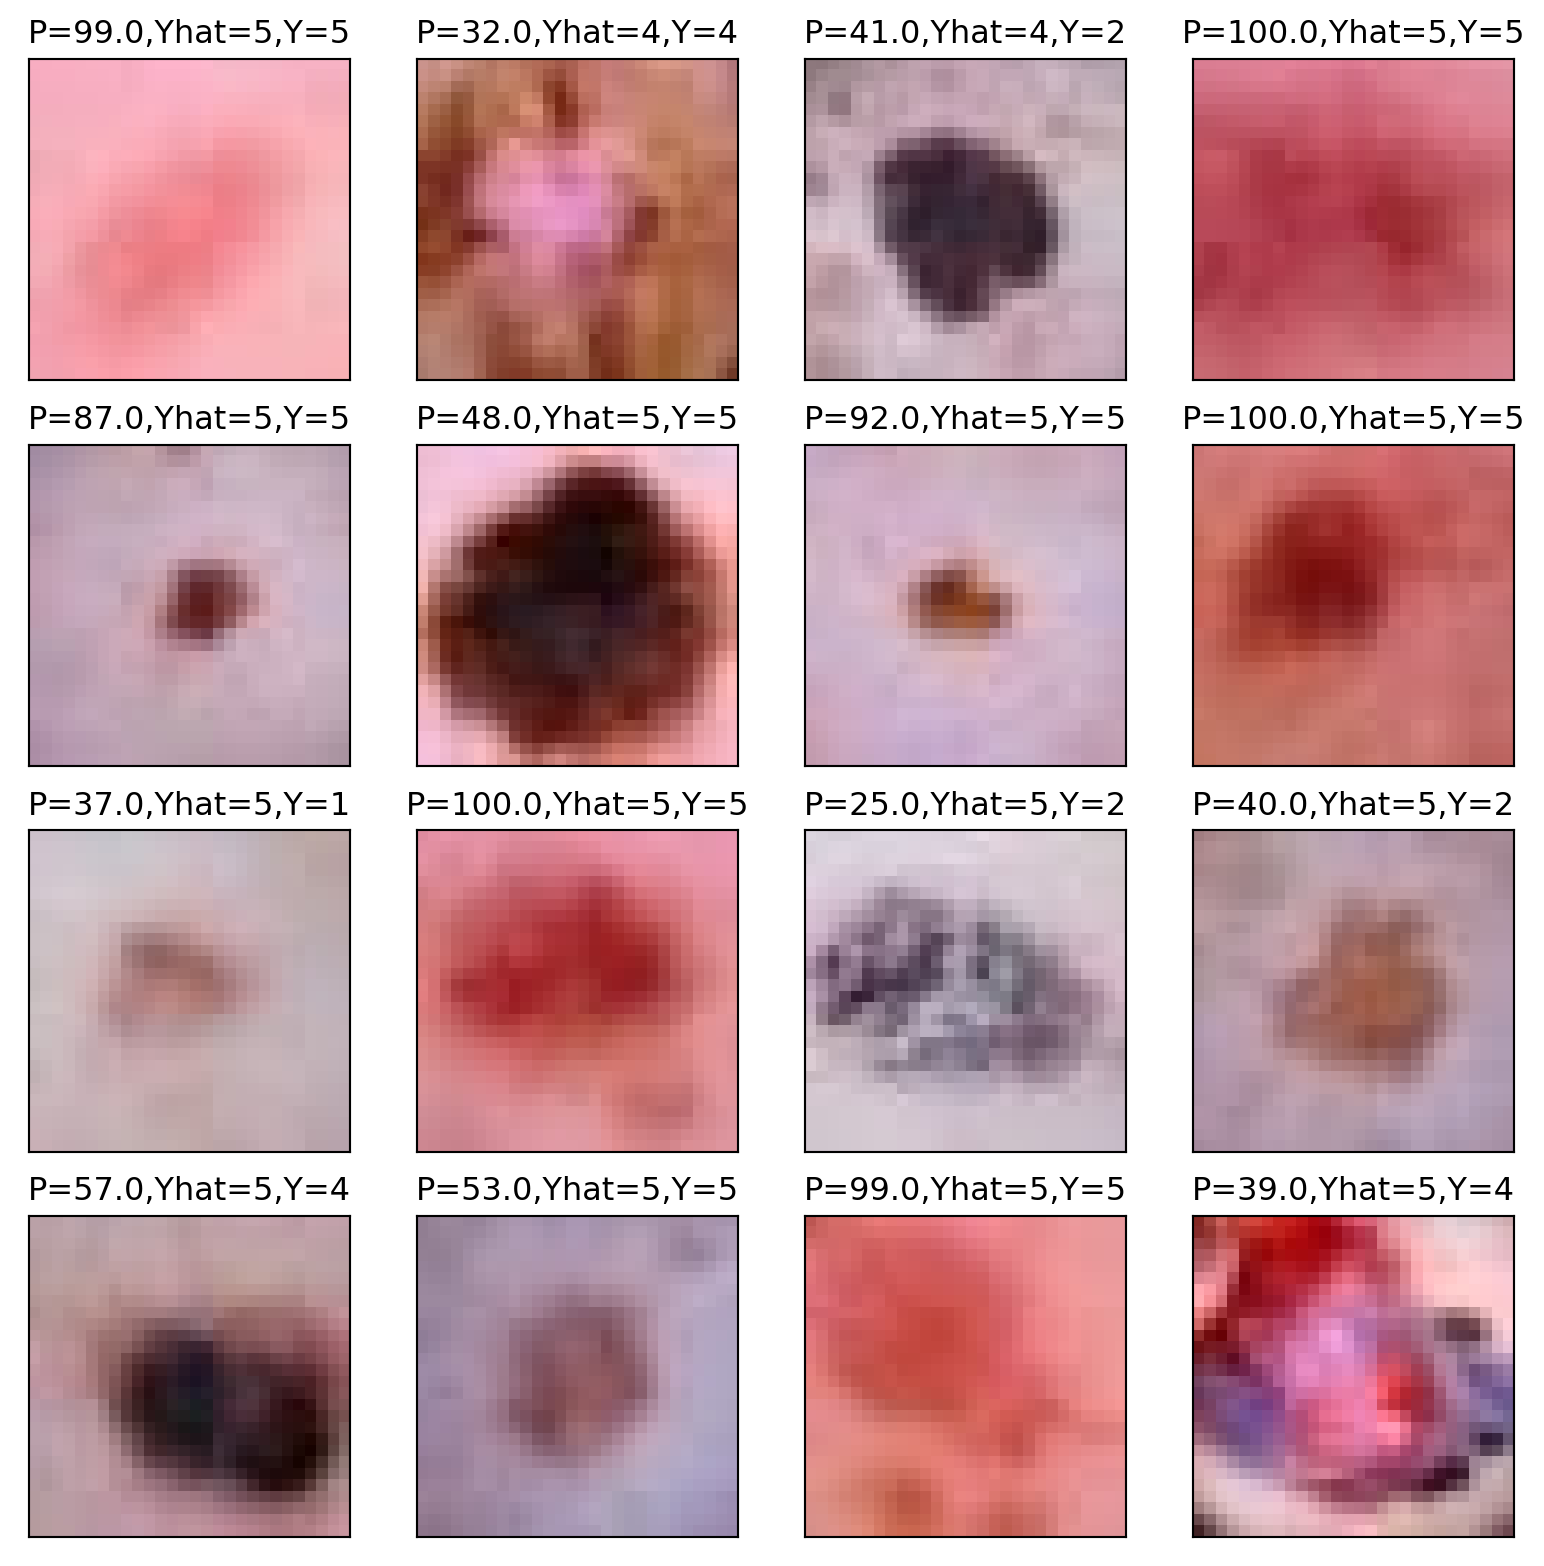 P=99.0,Yhat=5,Y=5
P=32.0,Yhat=4,Y=4
P=41.0,Yhat=4,Y=2
P=100.0,Yhat=5,Y=5
P=87.0,Yhat=5,Y=5
P=48.0,Yhat=5,Y=5
P=92.0,Yhat=5,Y=5
P=100.0,Yhat=5,Y=5
P=37.0,Yhat=5,Y=1
P=100.0,Yhat=5,Y=5
P=25.0,Yhat=5,Y=2
P=40.0,Yhat=5,Y=2
P=57.0,Yhat=5,Y=4
P=53.0,Yhat=5,Y=5
P=99.0,Yhat=5,Y=5
P=39.0,Yhat=5,Y=4